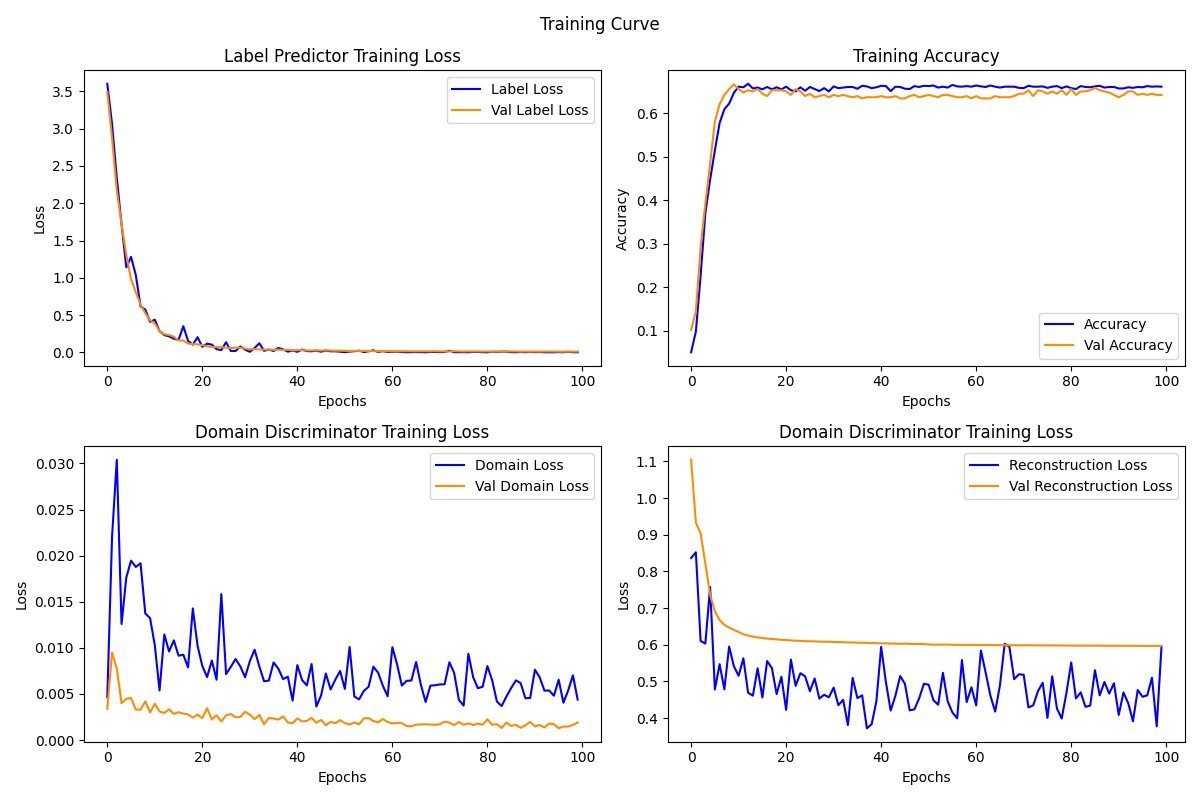 Training Curve
Label Predictor Training Loss
Loss
3.5
3.0
2.5
2.0
1.5
1.0
0.5
0.0
Label Loss
Val Label Loss
0 20 40 60 80 100
Epochs
Training Accuracy
Accuracy
0.6
0.5
0.4
0.3
0.2
0.1
Accuracy
Val Accuracy
0 20 40 60 80 100
Epochs
Domain Discriminator Training Loss
Loss
0.030
0.025
0.020
0.015
0.010
0.005
0.000
Domain Loss
Val Domain Loss
0 20 40 60 80 100
Epochs
Domain Discriminator Training Loss
Loss
1.1
1.0
0.9
0.8
0.7
0.6
0.5
0.4
Reconstruction Loss
Val Reconstruction Loss
0 20 40 60 80 100
Epochs